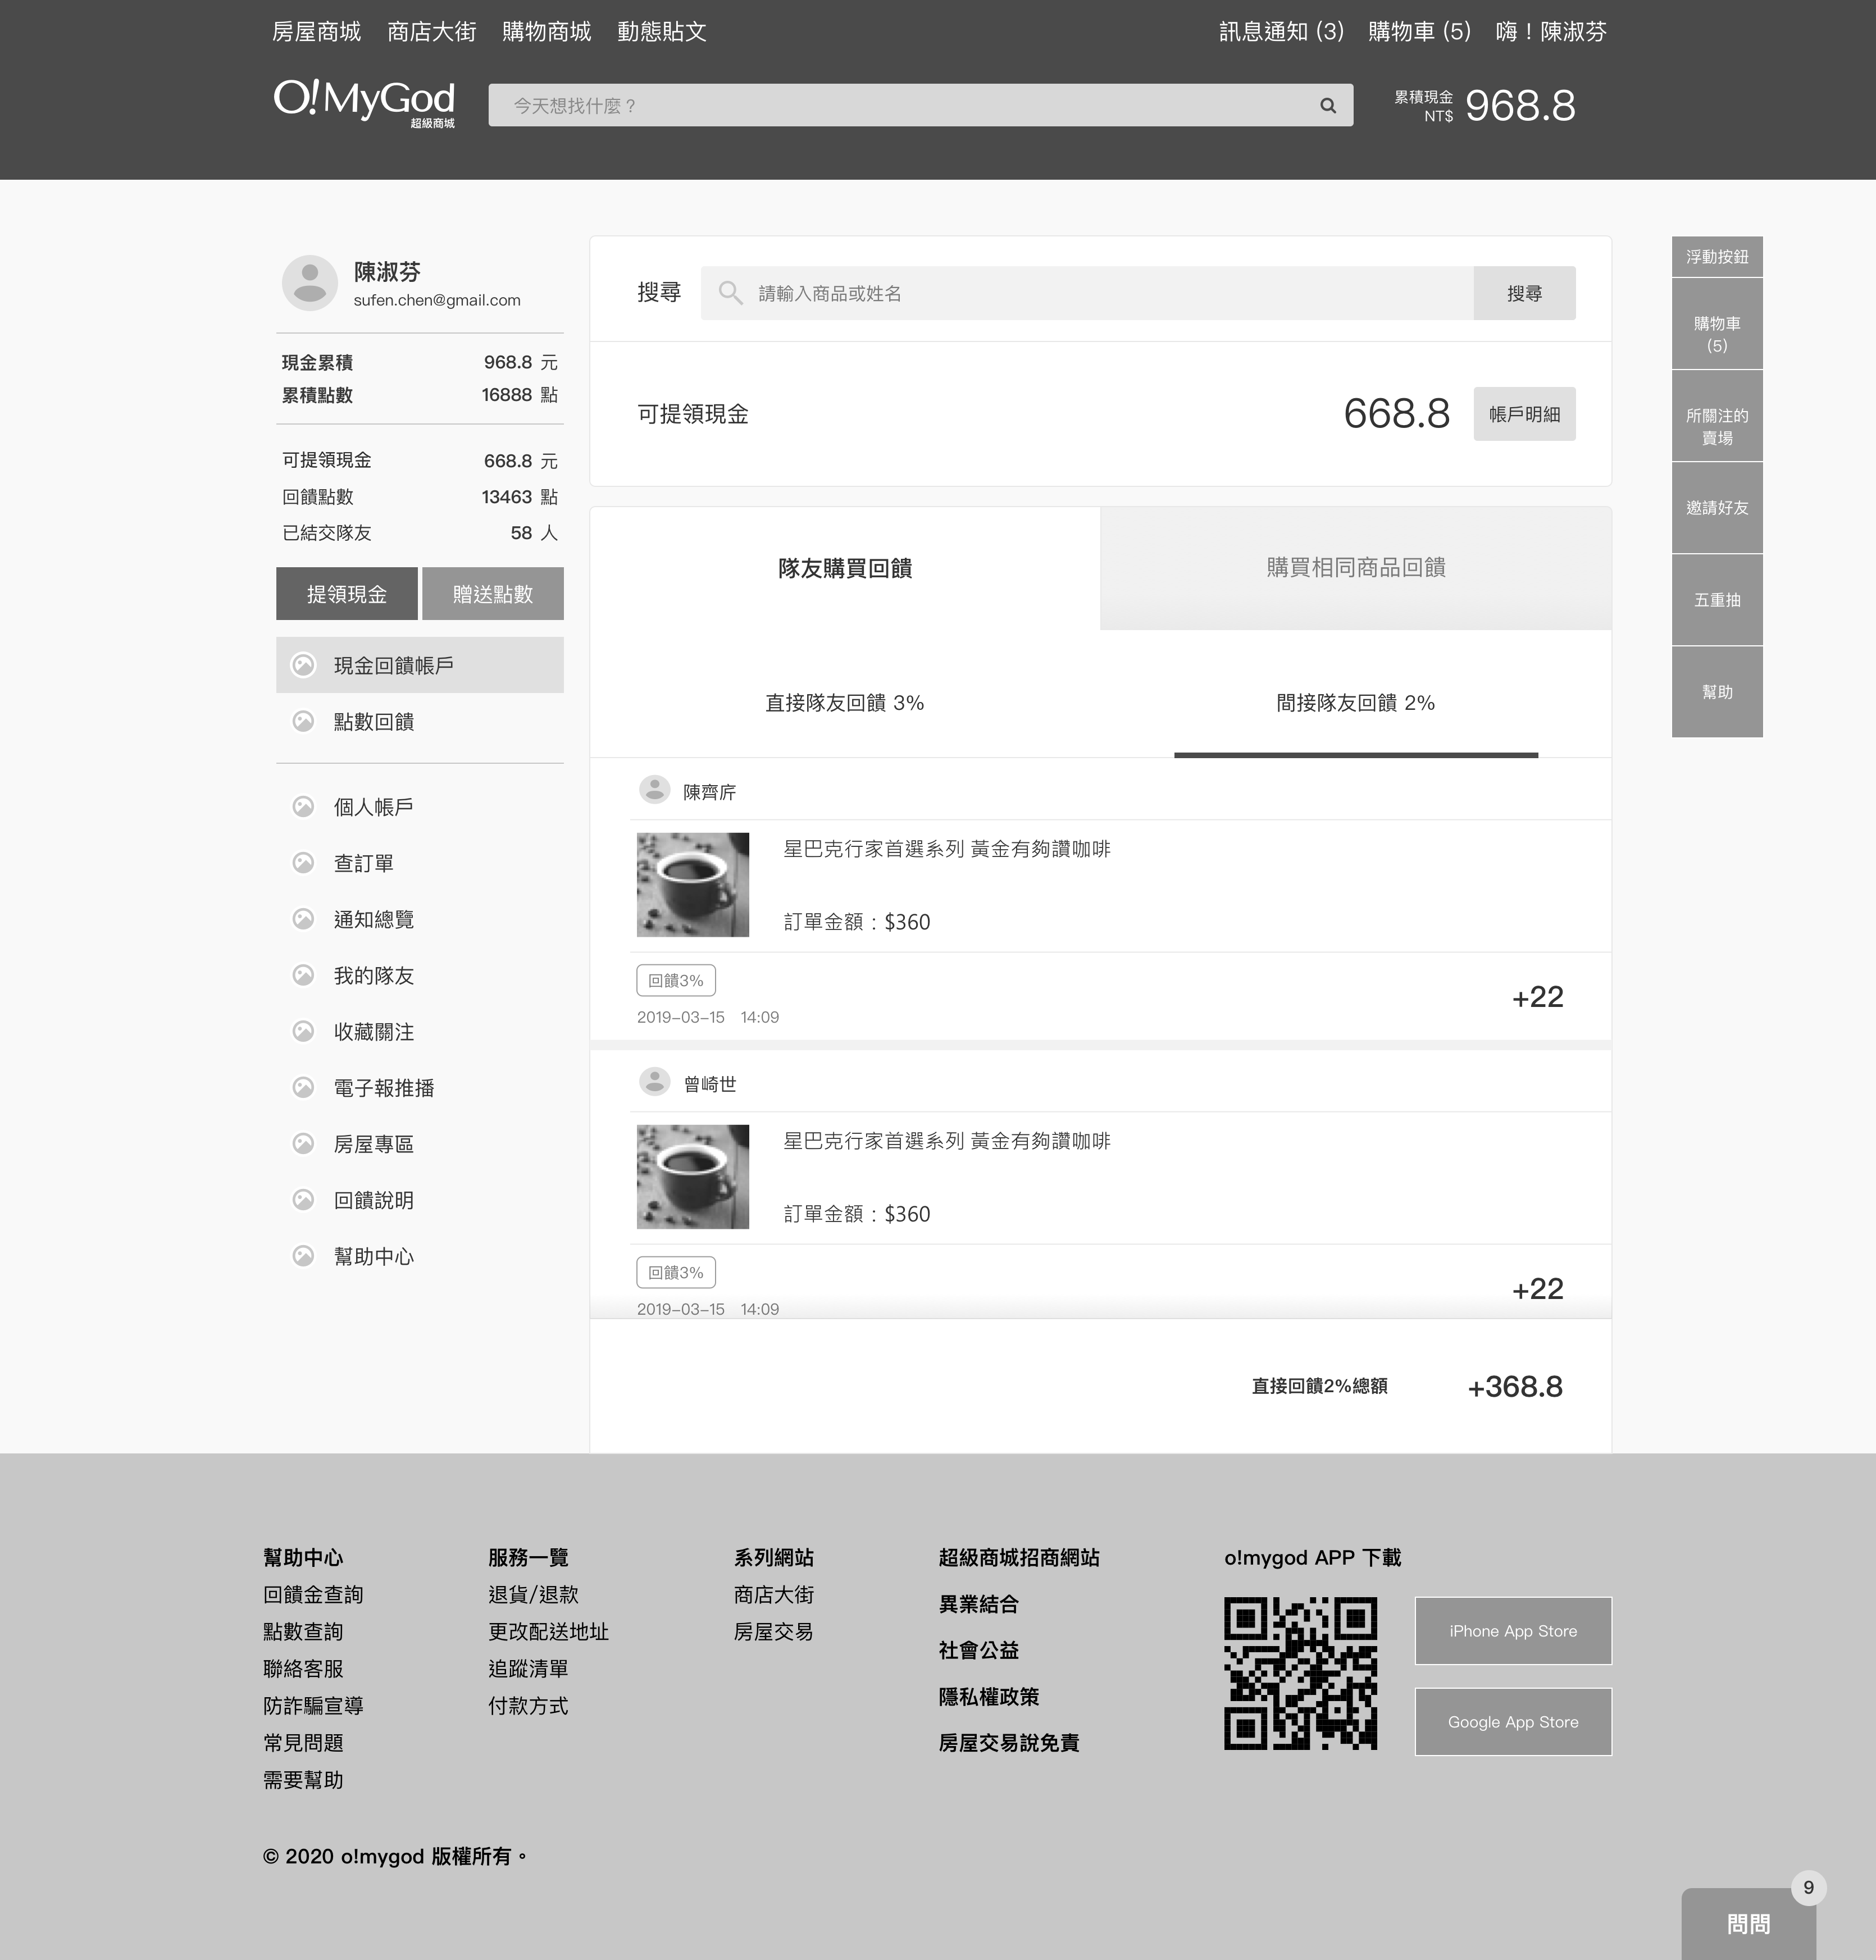 房屋商城 商店大街 購物商城 動態貼文
訊息通知 (3) 購物車 (5) 嗨！陳淑芬
O!MyGod
超級商城
今天想找什麼？
累積現金
NT$
968.8
陳淑芬
sufen.chen@gmail.com
現金累積 968.8 元
累積點數 16888 點
可提領現金 668.8 元
回饋點數 13463 點
已結交隊友 58 人
提領現金 贈送點數
現金回饋帳戶
點數回饋
個人帳戶
查訂單
通知總覽
我的隊友
收藏關注
電子報推播
房屋專區
回饋說明
幫助中心
搜尋 請輸入商品或姓名 搜尋
可提領現金 668.8 帳戶明細
隊友購買回饋 購買相同商品回饋
直接隊友回饋 3% 間接隊友回饋 2%
陳齊庍
星巴克行家首選系列 黃金有夠讚咖啡
訂單金額：$360
回饋3%
+22
2019-03-15 14:09
曾崎世
星巴克行家首選系列 黃金有夠讚咖啡
訂單金額：$360
回饋3%
+22
2019-03-15 14:09
直接回饋2%總額 +368.8
浮動按鈕
購物車
(5)
所關注的
賣場
邀請好友
五重抽
幫助
幫助中心
回饋金查詢
點數查詢
聯絡客服
防詐騙宣導
常見問題
需要幫助
服務一覽
退貨/退款
更改配送地址
追蹤清單
付款方式
系列網站
商店大街
房屋交易
超級商城招商網站
異業結合
社會公益
隱私權政策
房屋交易說免責
o!mygod APP 下載
iPhone App Store
Google App Store
© 2020 o!mygod 版權所有。
9
問問